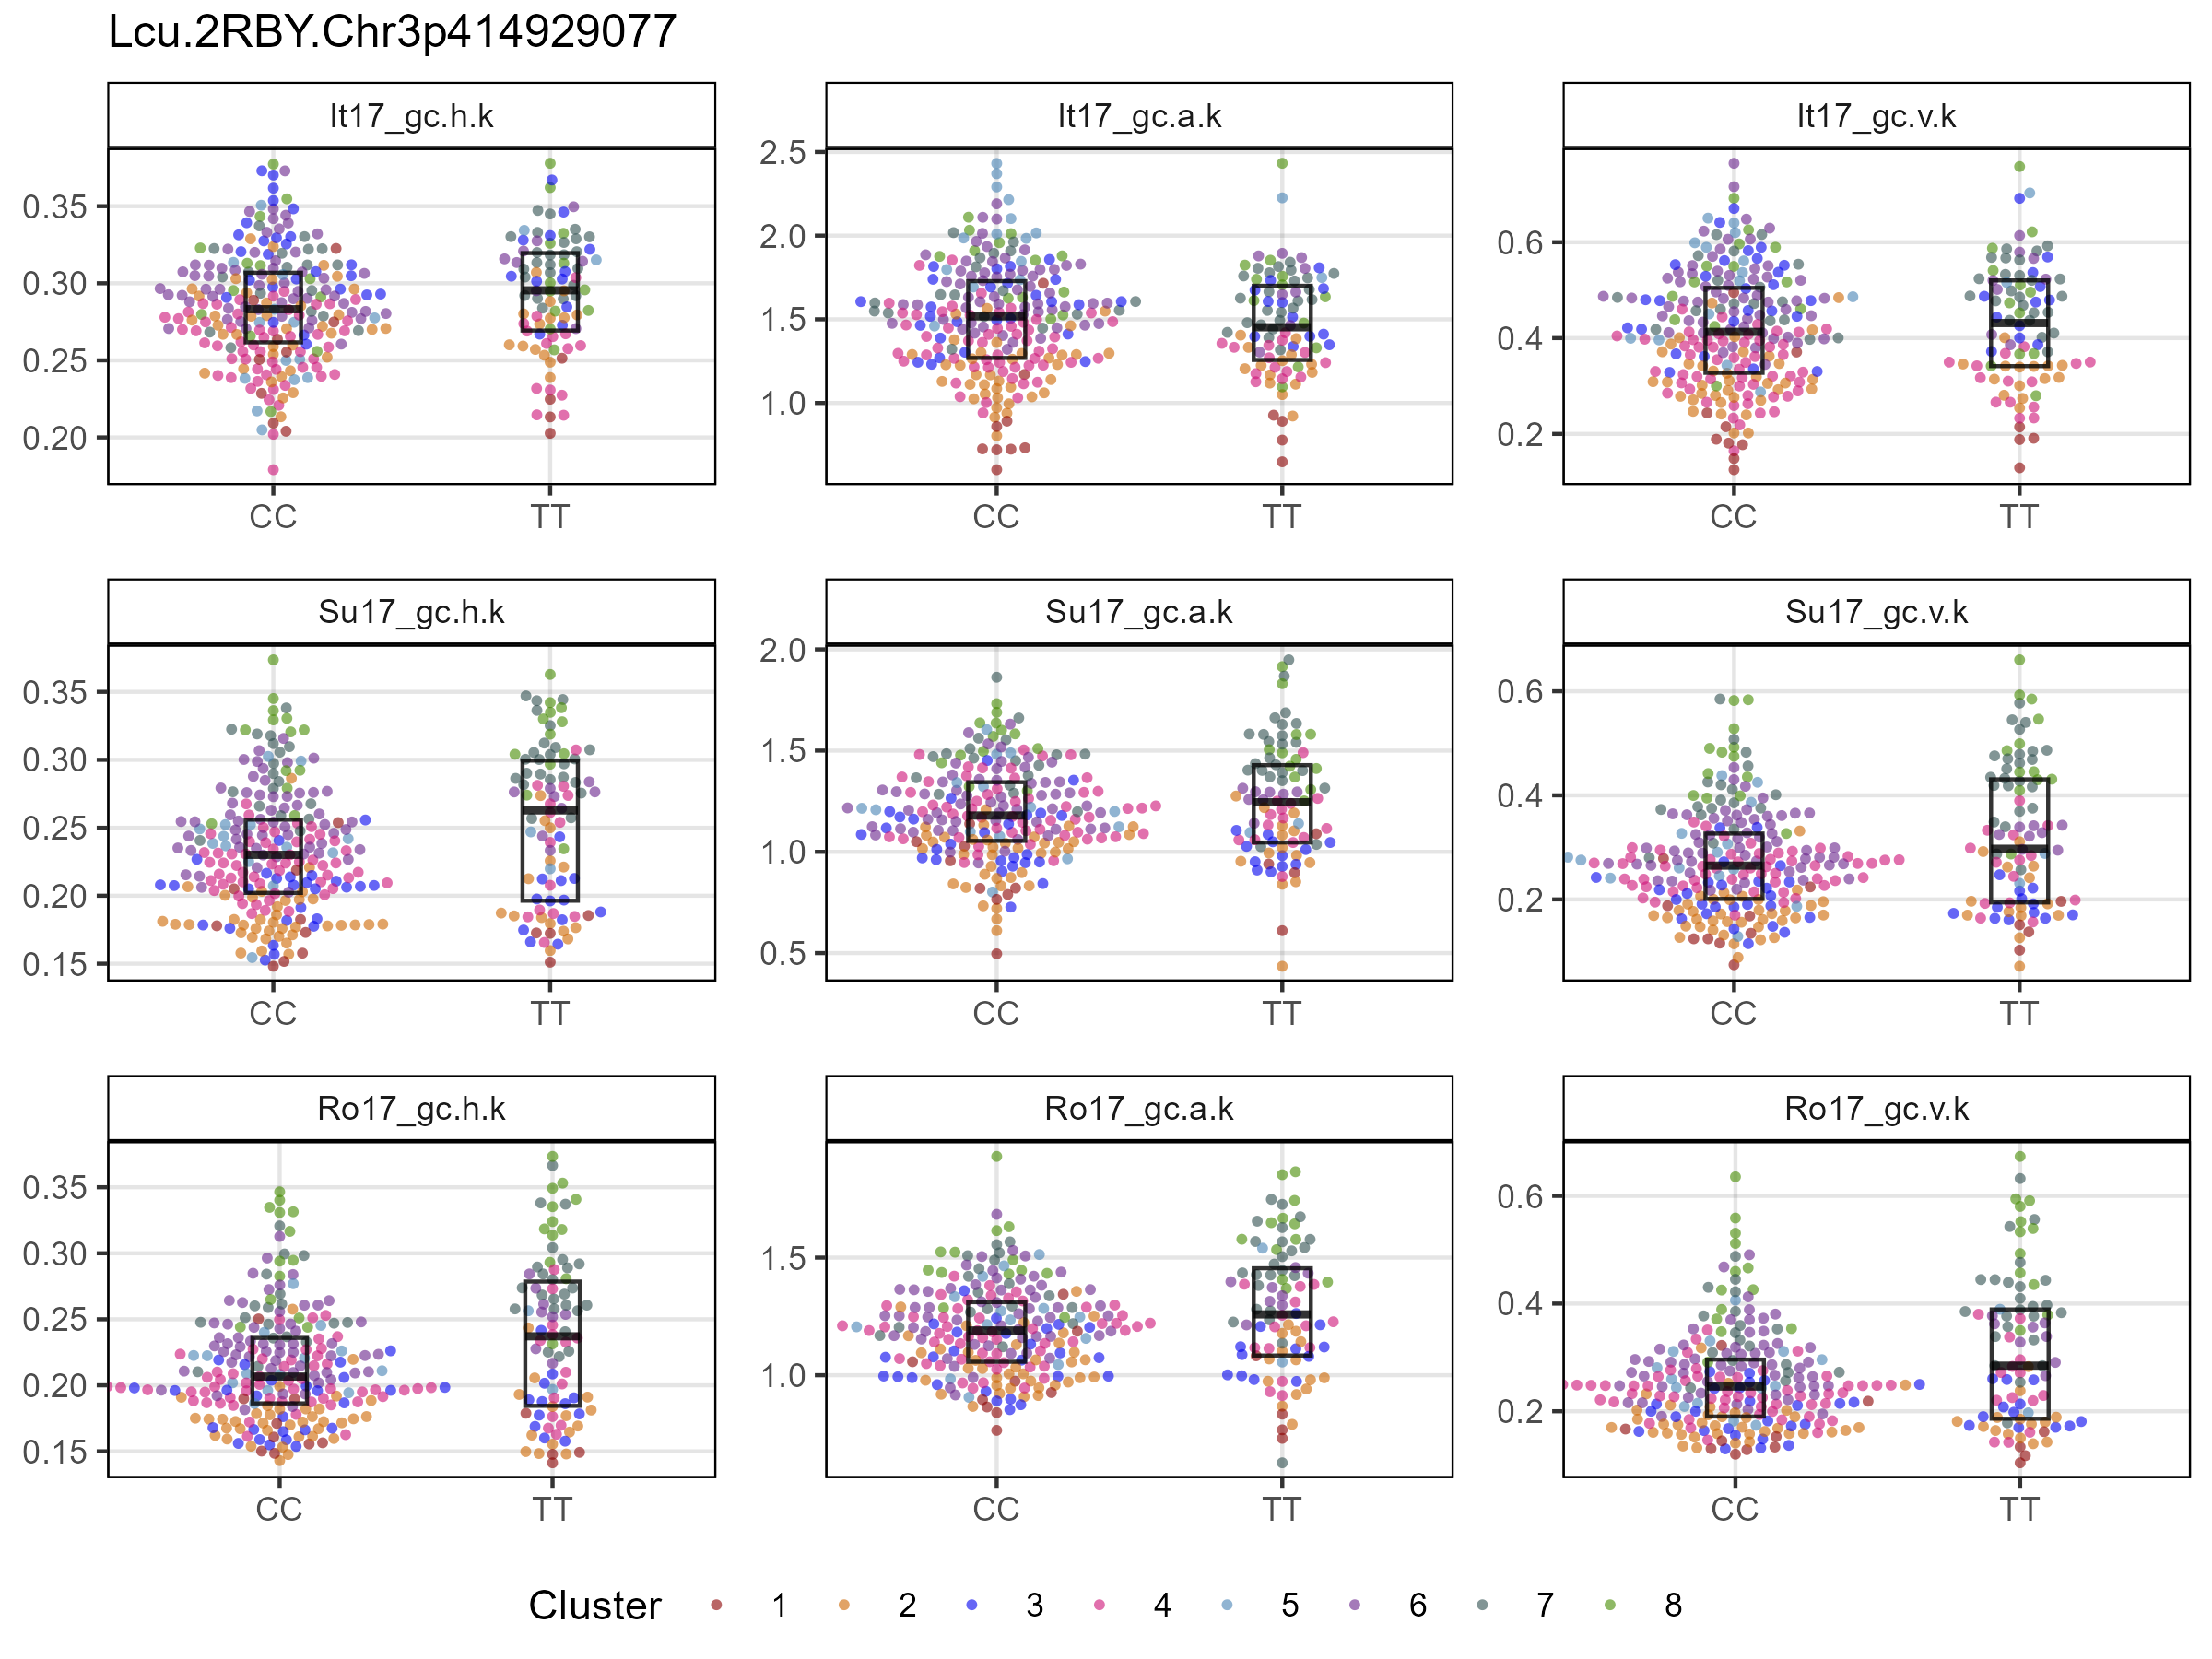 Lcu.2RBY.Chr3p414929077
It17_gc.h.k
It17_gc.a.k
It17_gc.v.k
0.35
0.30
0.25
0.20
CC TT
2.5
2.0
1.5
1.0
CC TT
0.6
0.4
0.2
CC TT
Su17_gc.h.k
Su17_gc.a.k
Su17_gc.v.k
0.35
0.30
0.25
0.20
0.15
CC TT
2.0
1.5
1.0
0.5
CC TT
0.6
0.4
0.2
CC TT
Ro17_gc.h.k
Ro17_gc.a.k
Ro17_gc.v.k
0.35
0.30
0.25
0.20
0.15
CC TT
1.5
1.0
CC TT
0.6
0.4
0.2
CC TT
Cluster 1 2 3 4 5 6 7 8